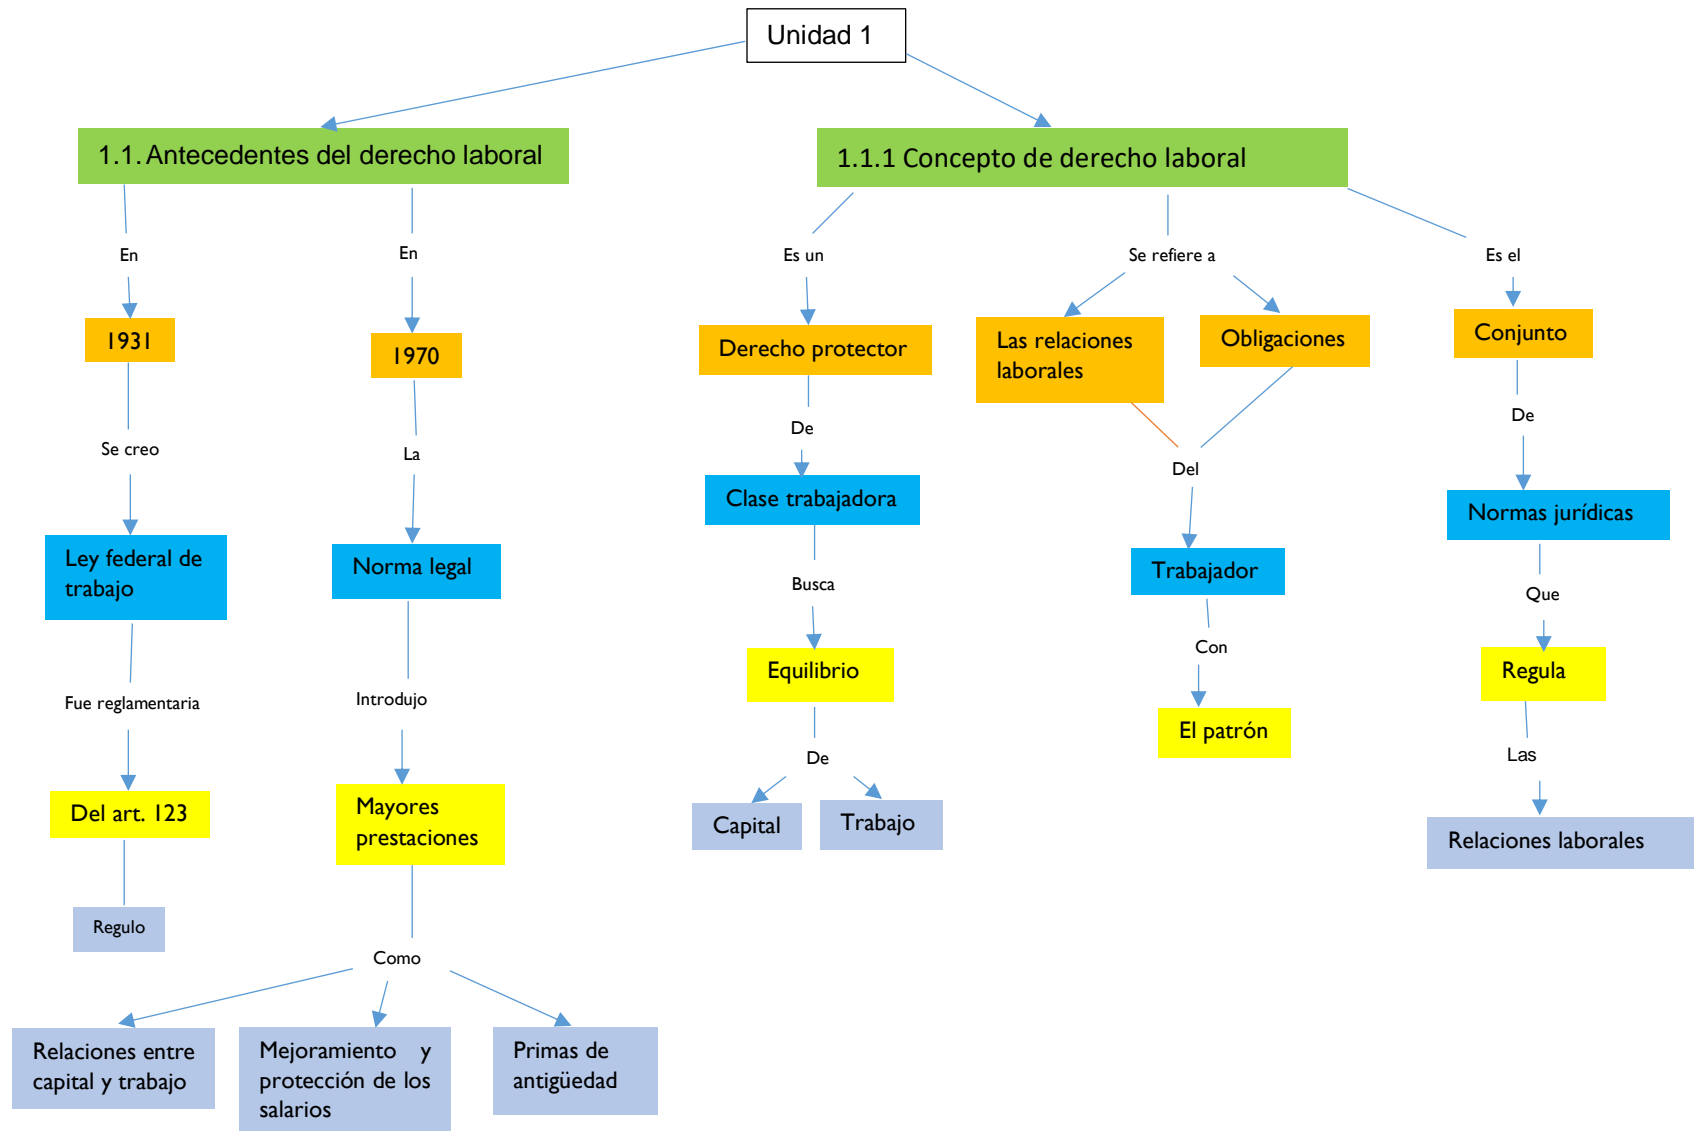 Unidad 1
1.1. Antecedentes del derecho laboral
1.1.1 Concepto de derecho laboral
En
En
Es un
Se refiere a
Es el
1931
1970
Derecho protector
Las relaciones
laborales
Obligaciones
Conjunto
Se creo
La
De
Del
De
Ley federal de
trabajo
Norma legal
Clase trabajadora
Trabajador
Normas jurídicas
Busca
Con
Que
Fue reglamentaria
Introdujo
Equilibrio
El patrón
Regula
De
Las
Del art. 123
Mayores
prestaciones
Capital
Trabajo
Relaciones laborales
Regulo
Como
Relaciones entre
capital y trabajo
Mejoramiento y
protección de los
salarios
Primas de
antigüedad